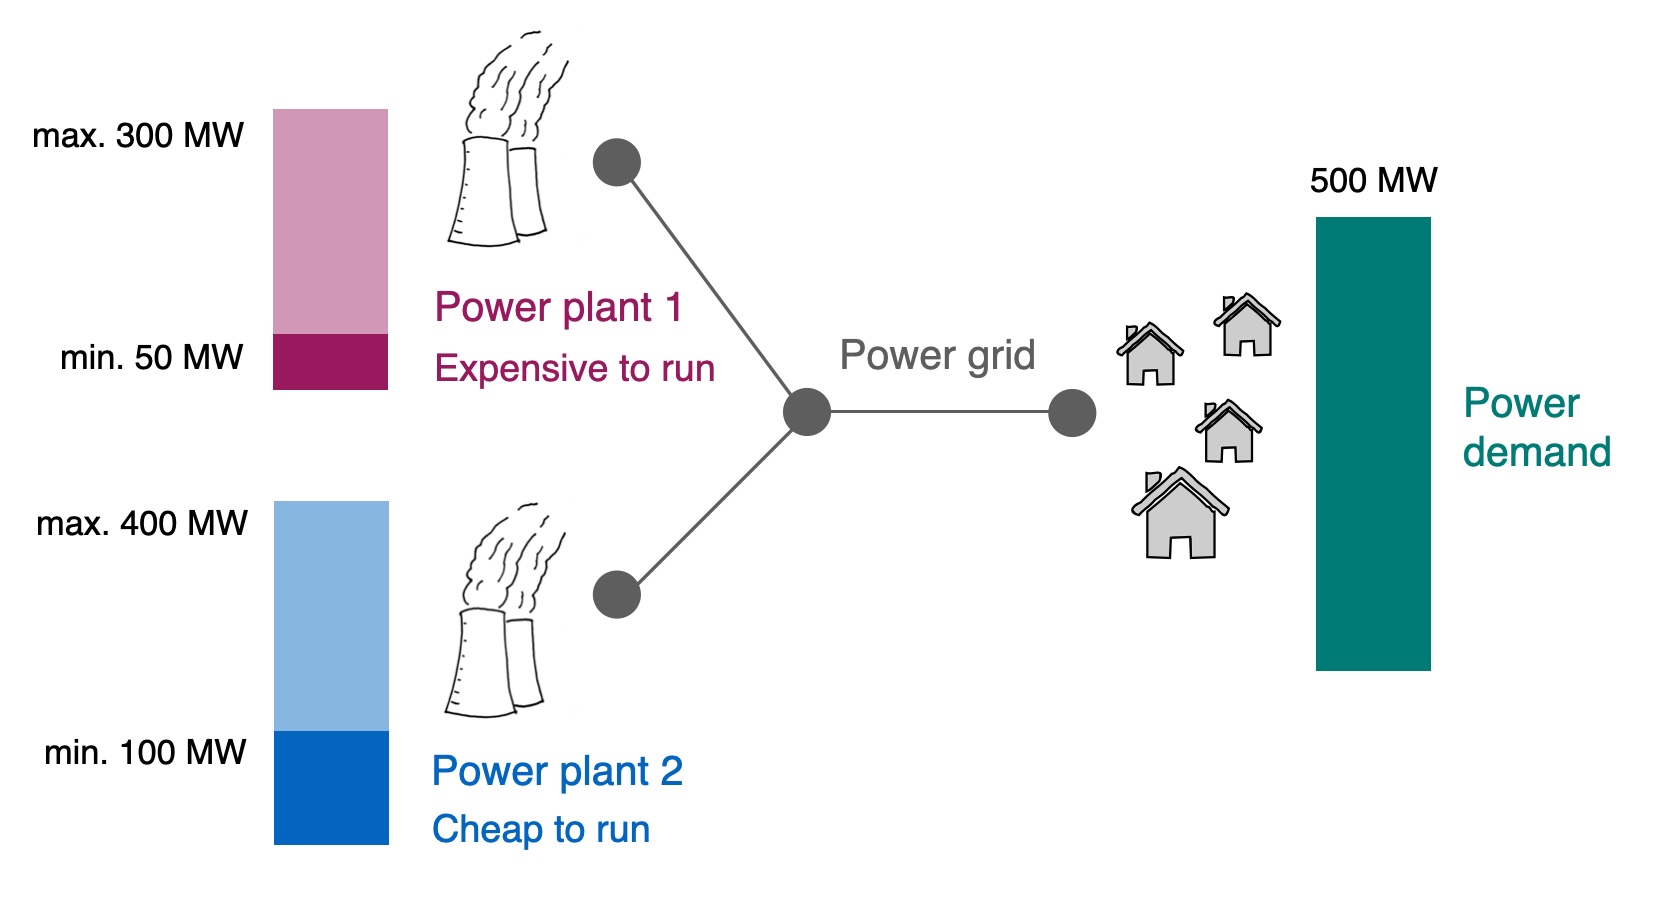 max. 300 MW
min. 50 MW
Power plant 1
Expensive to run
max. 400 MW
min. 100 MW
Power plant 2
Cheap to run
Power grid
500 MW
Power
demand